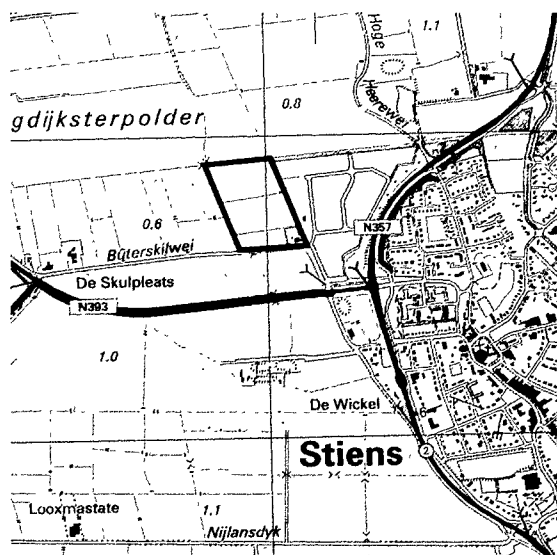 1.1
Hoge
Heerewei
0.8
gdijksterpolder
0.6
N357
Büterskilwei
De Skulpleats
N393
1.0
De Wickel
Stiens
2
Looxmastate
1.1
Nijlansdyk